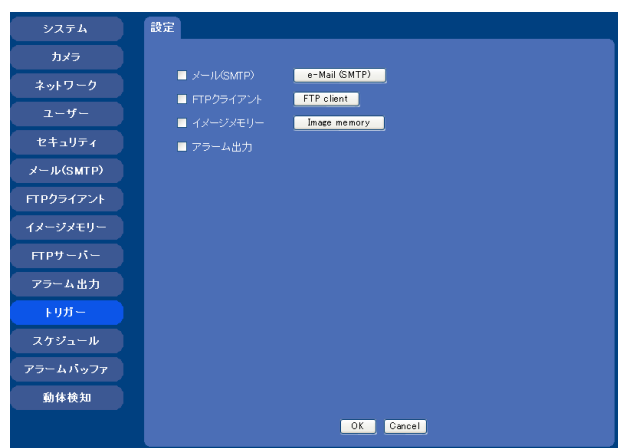 システム
カメラ
ネットワーク
ユーザー
セキュリティ
メール(SMTP)
FTPクライアント
イメージメモリー
FTPサーバー
アラーム出力
トリガー
スケジュール
アラームバッファ
動体検知
設定
メール(SMTP) e-Mail (SMTP)
FTPクライアント FTP client
イメージメモリー Image memory
アラーム出力
OK Cancel